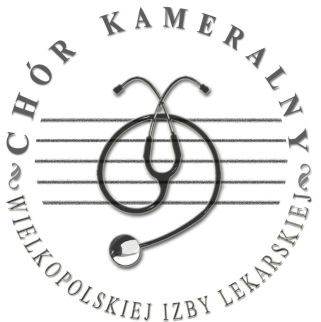 CHÓR KAMERALNY
WIELKOPOLSKIEJ IZBY LEKARSKIEJ